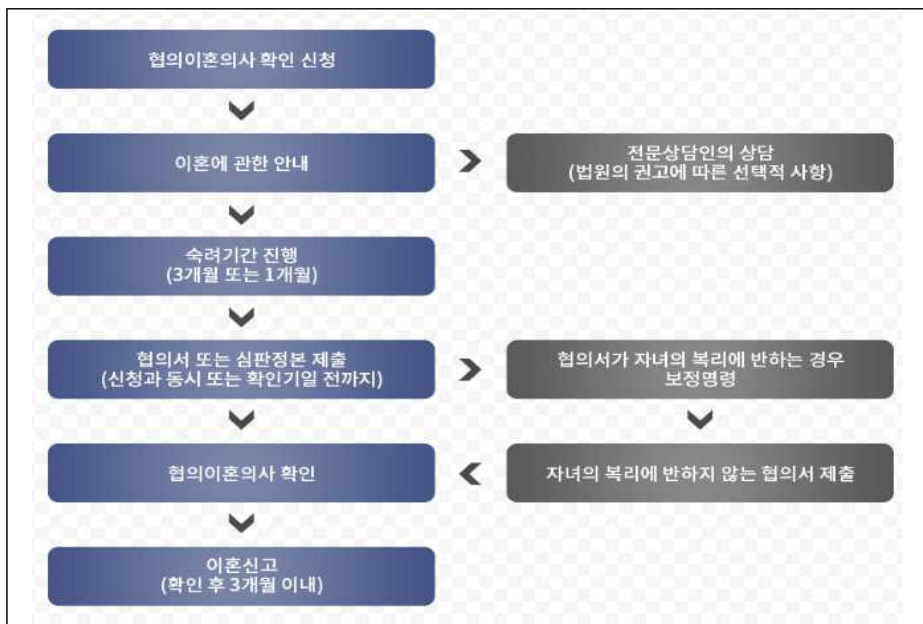 협의이혼의사 확인 신청
이혼에 관한 안내
전문상담인의 상담
(법원의 권고에 따른 선택적 사항)
숙려기간 진행
(3개월 또는 1개월)
협의서 또는 심판정본 제출
(신청과 동시 또는 확인기일 전까지)
협의서가 자녀의 복리에 반하는 경우
보정명령
협의이혼의사 확인
자녀의 복리에 반하지 않는 협의서 제출
이혼신고
(확인 후 3개월 이내)